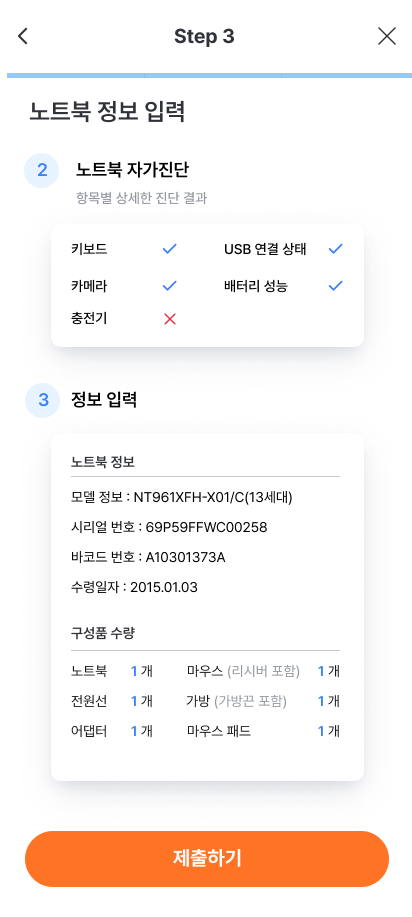 Step 3
노트북 정보 입력
2 노트북 자가진단
항목별 상세한 진단 결과
키보드 USB 연결 상태
카메라 배터리 성능
충전기
3 정보 입력
노트북 정보
모델 정보 : NT961XFH-X01/C(13세대)
시리얼 번호 : 69P59FFWC00258
바코드 번호 : A10301373A
수령일자 : 2015.01.03
구성품 수량
노트북 1 개 마우스 (리시버 포함) 1 개
전원선 1 개 가방 (가방끈 포함) 1 개
어댑터 1 개 마우스 패드 1 개
제출하기